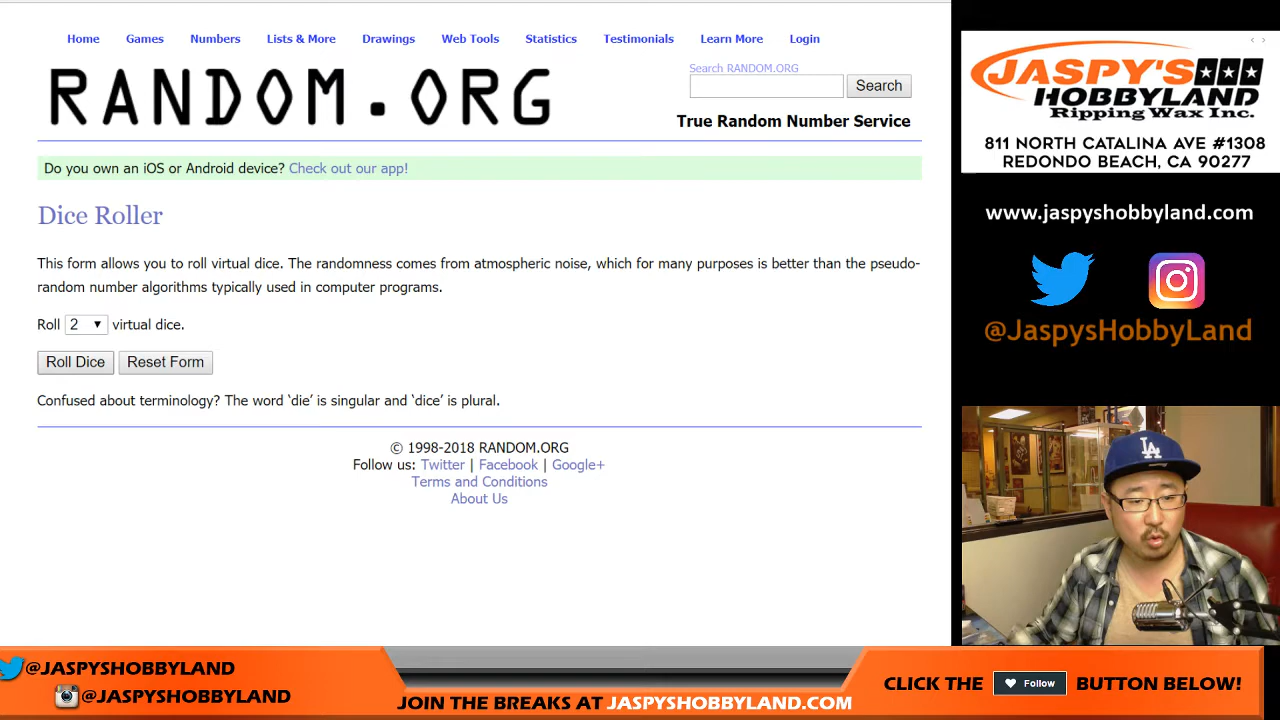 Home Games Numbers Lists & More Drawings Web Tools Statistics Testimonials Learn More Login
RANDOM.ORG
Search RANDOM.ORG
Search
True Random Number Service
Do you own an iOS or Android device? Check out our app!
Dice Roller
This form allows you to roll virtual dice. The randomness comes from atmospheric noise, which for many purposes is better than the pseudo-
random number algorithms typically used in computer programs.
Roll 2 virtual dice.
Roll Dice Reset Form
Confused about terminology? The word ‘die’ is singular and ‘dice’ is plural.
© 1998-2018 RANDOM.ORG
Follow us: Twitter | Facebook | Google+
Terms and Conditions
About Us
JASPY'S
HOBBYLAND
Ripping Wax Inc.
811 NORTH CATALINA AVE #1308
REDONDO BEACH, CA 90277
www.jaspyshobbyland.com
@JaspysHobbyLand
LA
@JASPYSHOBBYLAND
@JASPYSHOBBYLAND
JOIN THE BREAKS AT JASPYSHOBBYLAND.COM
CLICK THE Follow BUTTON BELOW!